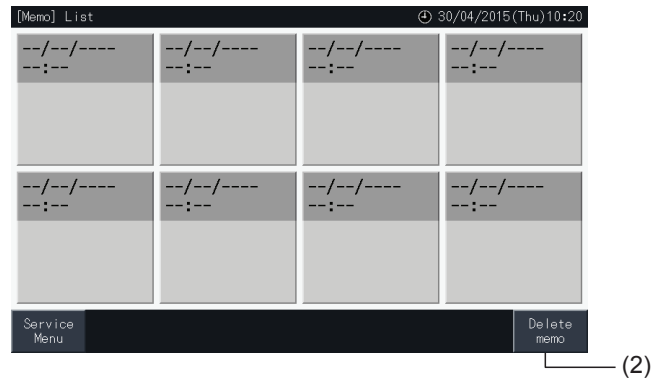 [Memo] List 30/04/2015(Thu)10:20
--/--/---- --/--/---- --/--/---- --/--/----
--:-- --:-- --:-- --:--
--/--/---- --/--/---- --/--/---- --/--/----
--:-- --:-- --:-- --:--
Service Delete
Menu memo
(2)